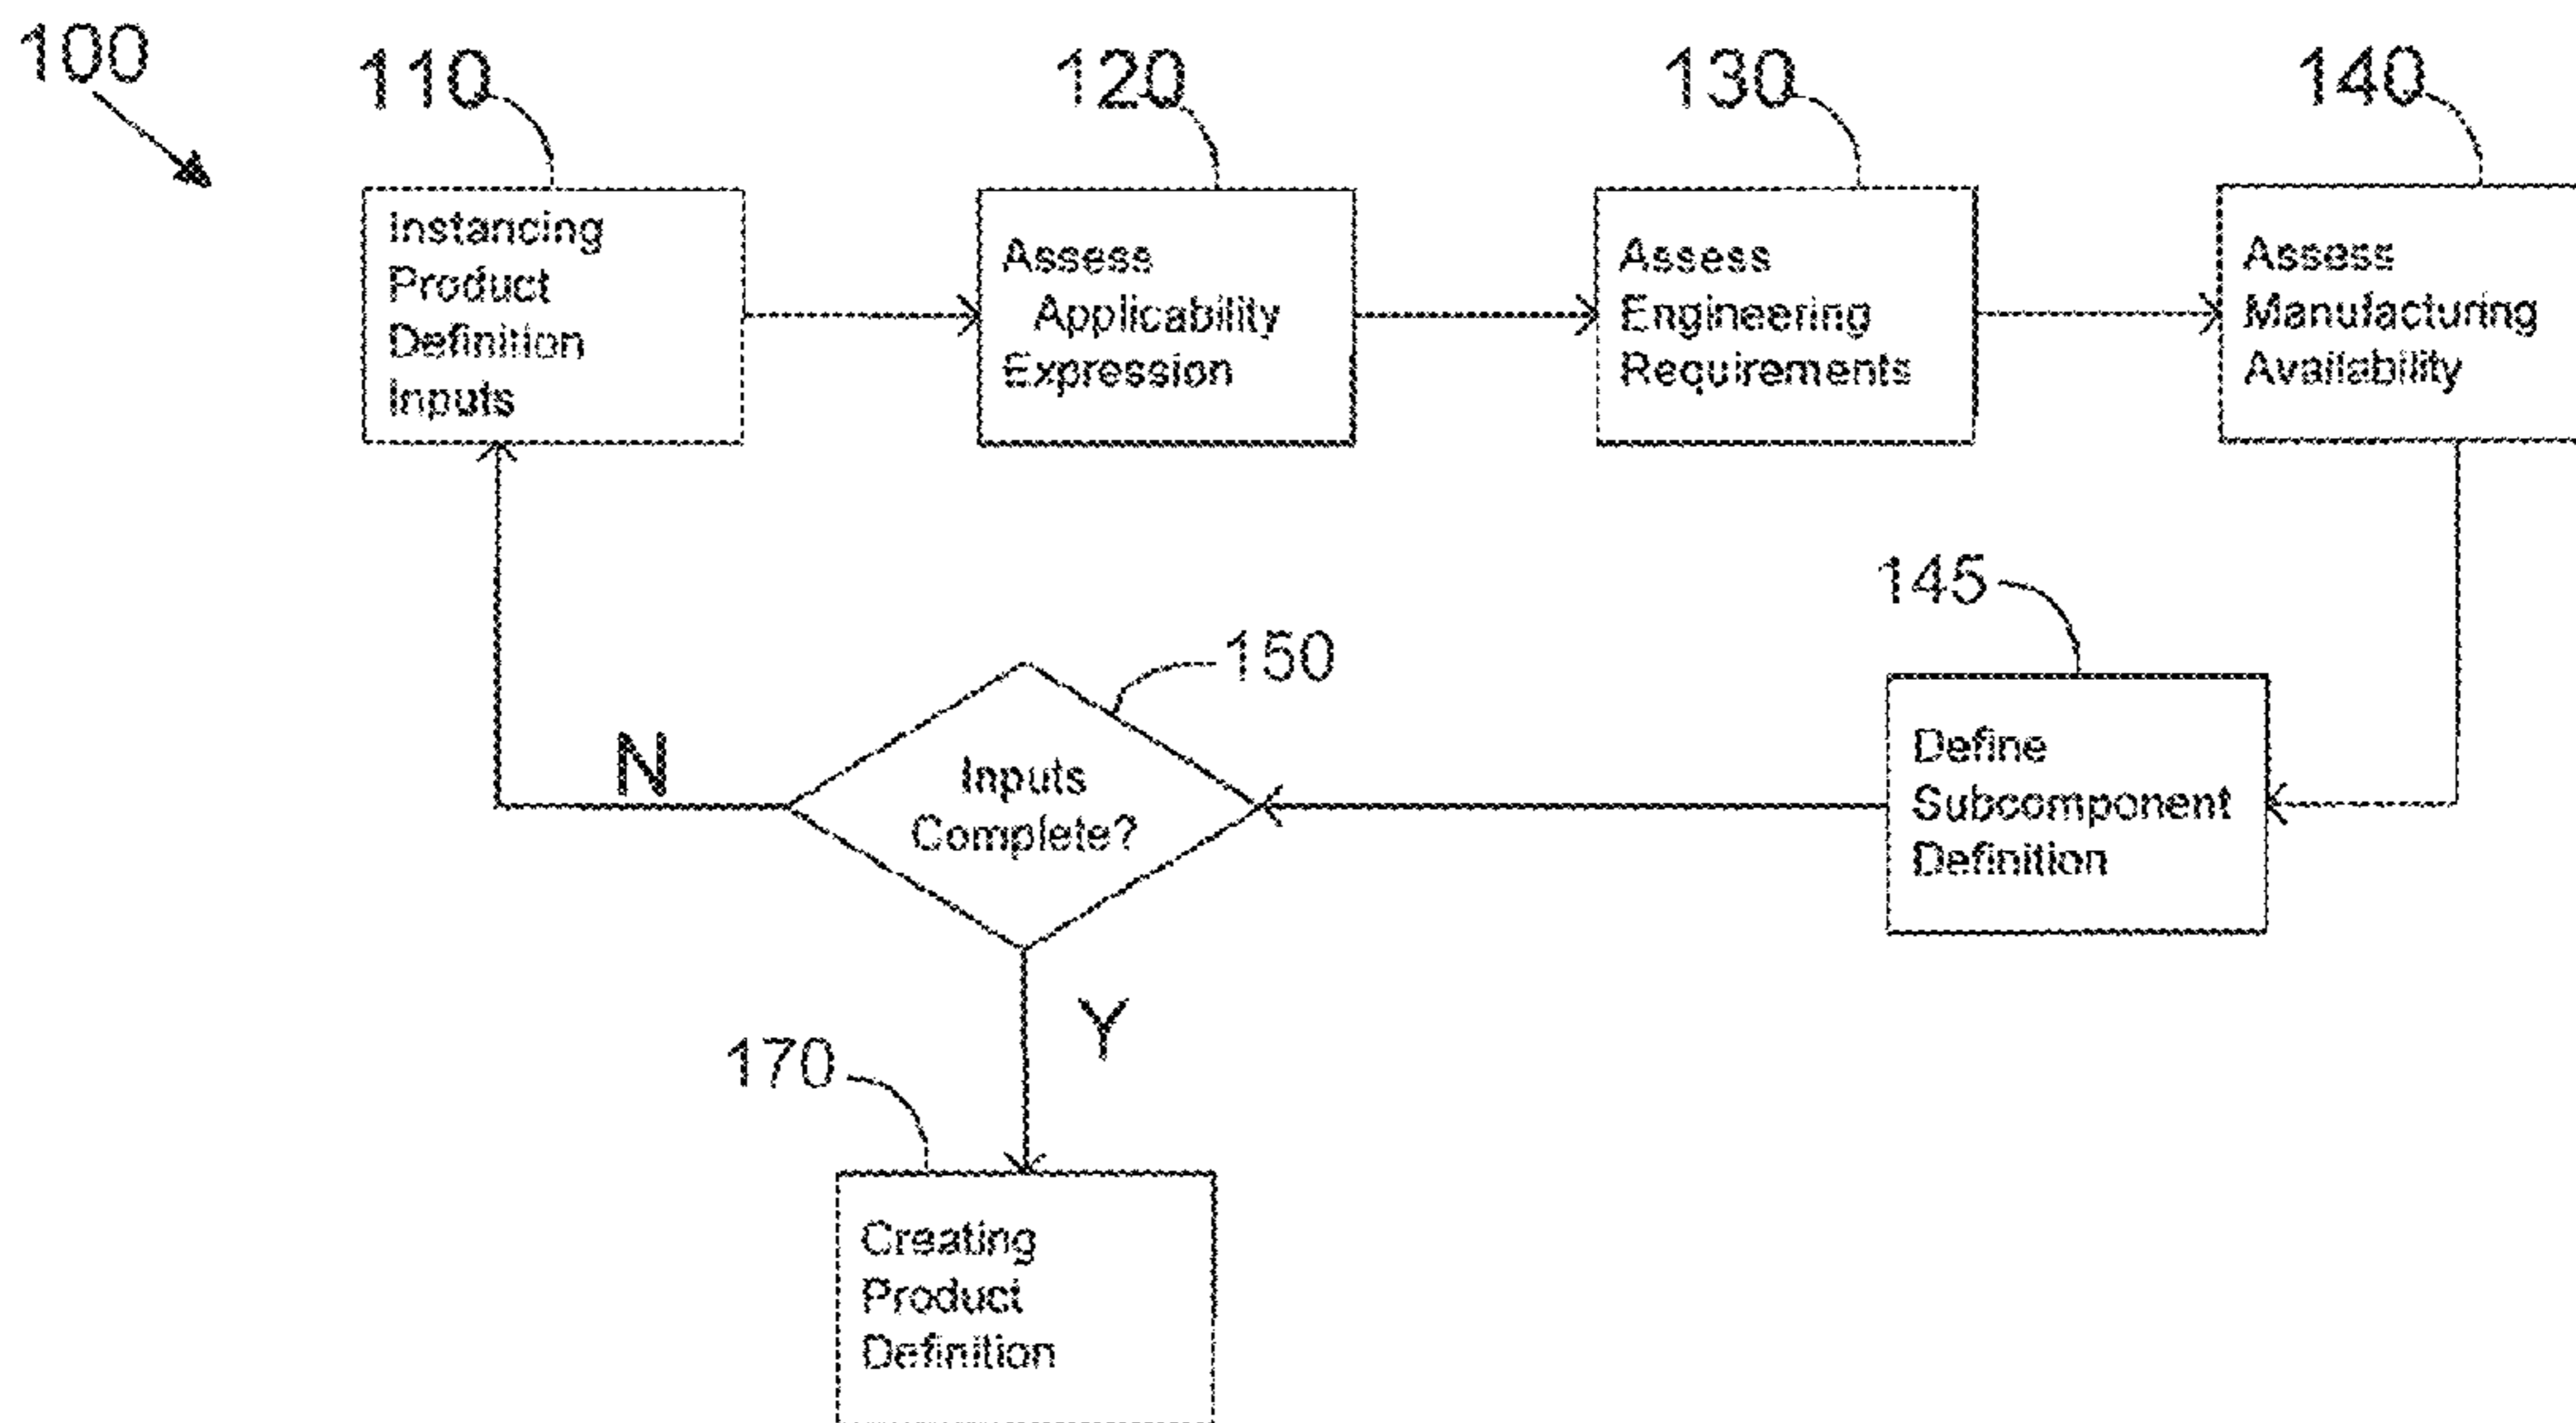 100
110
120
130
140
Instancing
Product
Definition
Inputs
Assess
Applicability
Expression
Assess
Engineering
Requirements
Assess
Manufacturing
Availability
145
150
Define
Subcomponent
Definition
Inputs
Complete?
N
Y
170
Creating
Product
Definition